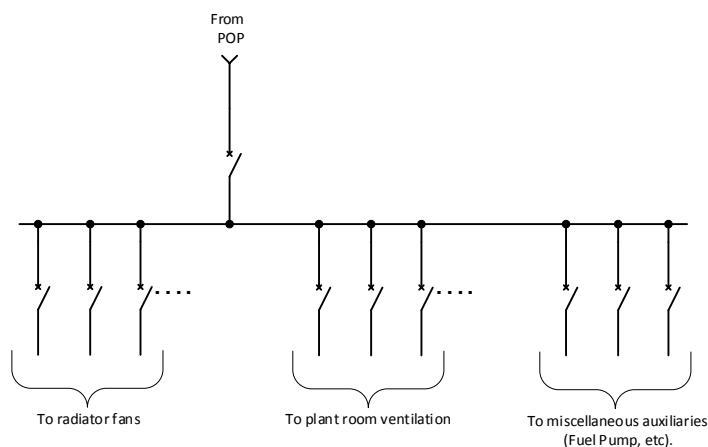 From
POP
To radiator fans
To plant room ventilation
To miscellaneous auxiliaries
(Fuel Pump, etc).